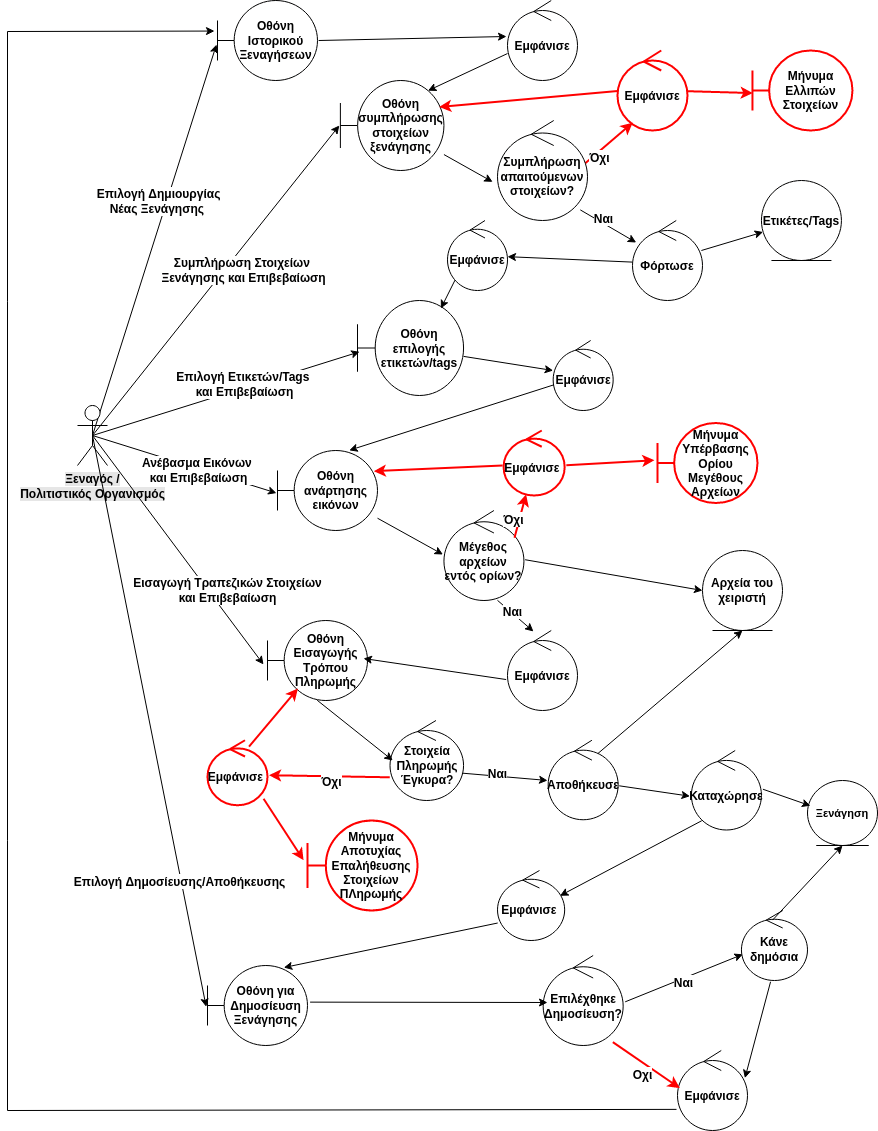 Οθόνη
Ιστορικού
Ξεναγήσεων
Εμφάνισε
Οθόνη
συμπλήρωσης
στοιχείων
ξενάγησης
Εμφάνισε
Μήνυμα
Ελλιπών
Στοιχείων
Όχι
Συμπλήρωση
απαιτούμενων
στοιχείων?
Ναι
Επιλογή Δημιουργίας
Νέας Ξενάγησης
Ετικέτες/Tags
Φόρτωσε
Εμφάνισε
Συμπλήρωση Στοιχείων
Ξενάγησης και Επιβεβαίωση
Οθόνη
επιλογής
ετικετών/tags
Επιλογή Ετικετών/Tags
και Επιβεβαίωση
Εμφάνισε
Ξεναγός /
Πολιτιστικός Οργανισμός
Ανέβασμα Εικόνων
και Επιβεβαίωση
Οθόνη
ανάρτησης
εικόνων
Εμφάνισε
Μήνυμα
Υπέρβασης
Ορίου
Μεγέθους
Αρχείων
Όχι
Μέγεθος
αρχείων
εντός ορίων?
Ναι
Αρχεία του
χειριστή
Εισαγωγή Τραπεζικών Στοιχείων
και Επιβεβαίωση
Οθόνη
Εισαγωγής
Τρόπου
Πληρωμής
Εμφάνισε
Εμφάνισε
Όχι
Στοιχεία
Πληρωμής
Έγκυρα?
Ναι
Αποθήκευσε
Καταχώρησε
Ξενάγηση
Μήνυμα
Αποτυχίας
Επαλήθευσης
Στοιχείων
ΠΛηρωμής
Επιλογή Δημοσίευσης/Αποθήκευσης
Εμφάνισε
Κάνε
δημόσια
Οθόνη για
Δημοσίευση
Ξενάγησης
Επιλέχθηκε
Δημοσίευση?
Ναι
Οχι
Εμφάνισε